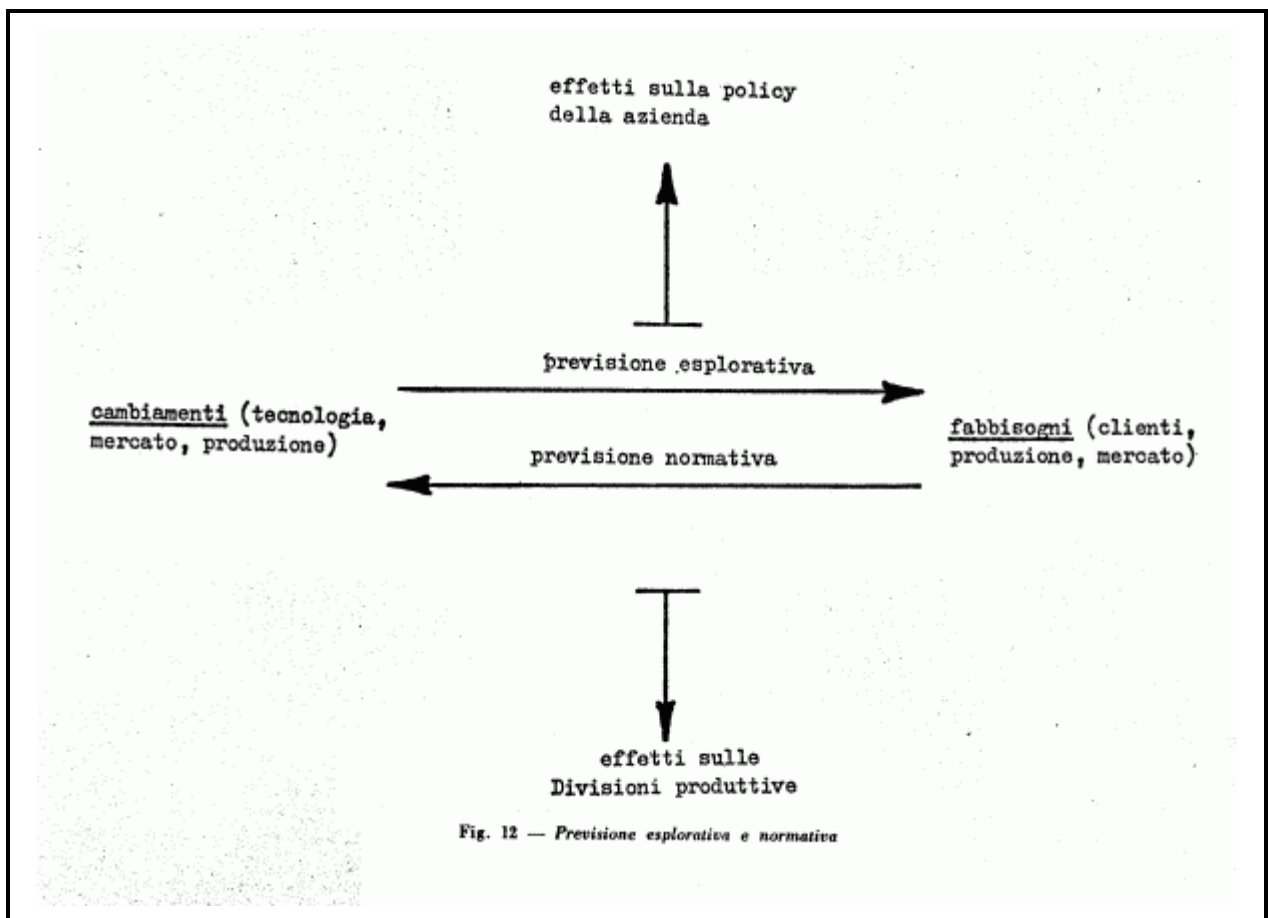 effetti sulla policy
della azienda
previsione esplorativa
cambiamenti (tecnologia,
mercato, produzione)
fabbisogni (clienti,
produzione, mercato)
previsione normativa
effetti sulle
Divisioni produttive
Fig. 12 — Previsione esplorativa e normativa